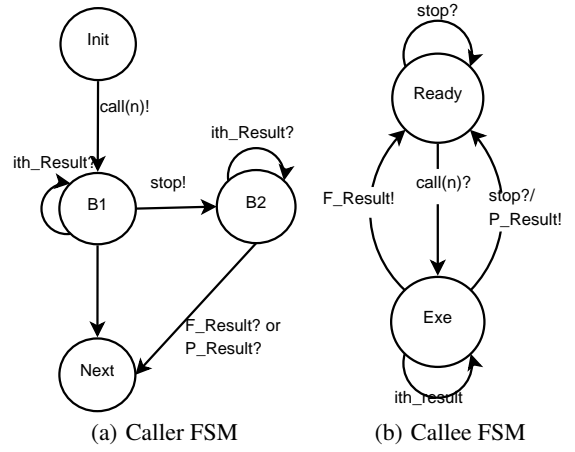 Init
call(n)!
ith_Result?
B1
stop!
ith_Result?
B2
F_Result? or
P_Result?
Next
(a) Caller FSM
stop?
Ready
call(n)?
F_Result!
stop?/
P_Result!
Exe
ith_result
(b) Callee FSM